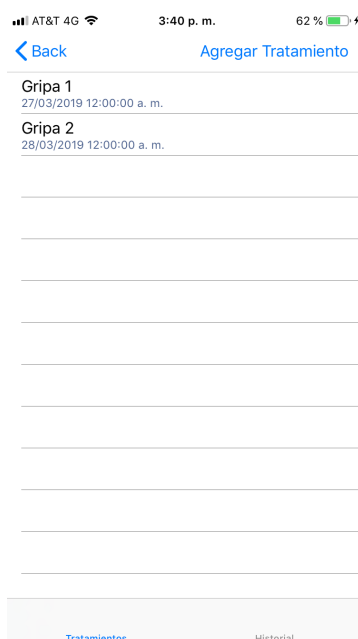 AT&T 4G 3:40 p. m. 62 %
Back Agregar Tratamiento
Gripa 1
27/03/2019 12:00:00 a. m.
Gripa 2
28/03/2019 12:00:00 a. m.
Tratamientos Historial